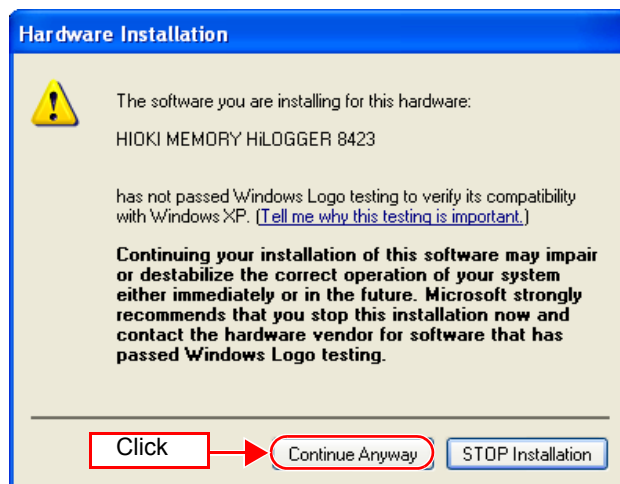 Hardware Installation
The software you are installing for this hardware:
HIOKI MEMORY HiLOGGER 8423
has not passed Windows Logo testing to verify its compatibility
with Windows XP. (Tell me why this testing is important.)
Continuing your installation of this software may impair
or destabilize the correct operation of your system
either immediately or in the future. Microsoft strongly
recommends that you stop this installation now and
contact the hardware vendor for software that has
passed Windows Logo testing.
Click
Continue Anyway
STOP Installation